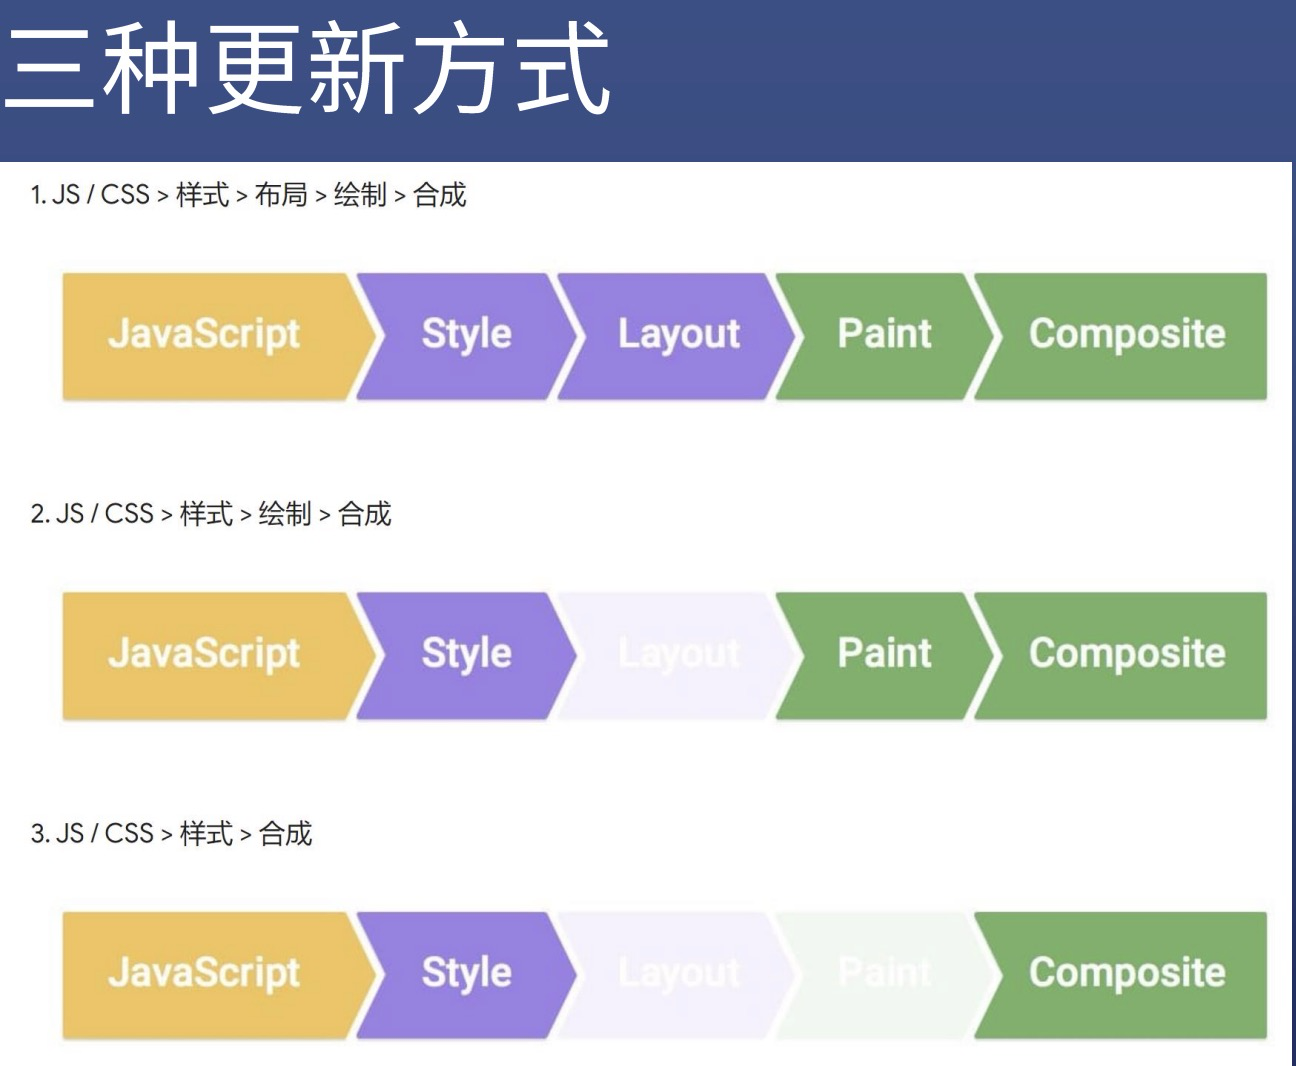 三种更新方式
1. JS / CSS > 样式 > 布局 > 绘制 > 合成
JavaScript Style Layout Paint Composite
2. JS / CSS > 样式 > 绘制 > 合成
JavaScript Style Layout Paint Composite
3. JS / CSS > 样式 > 合成
JavaScript Style Layout Paint Composite